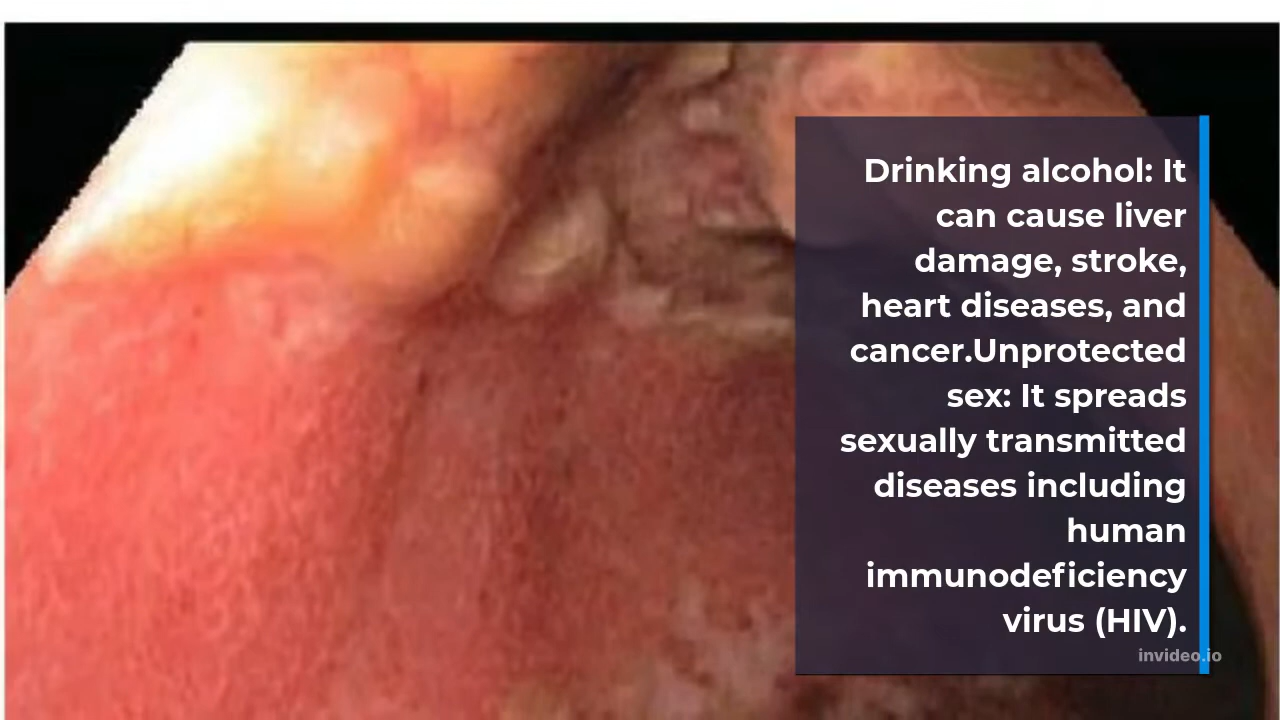 Drinking alcohol: It
can cause liver
damage, stroke,
heart diseases, and
cancer.Unprotected
sex: It spreads
sexually transmitted
diseases including
human
immunodeficiency
virus (HIV).
invideo.io